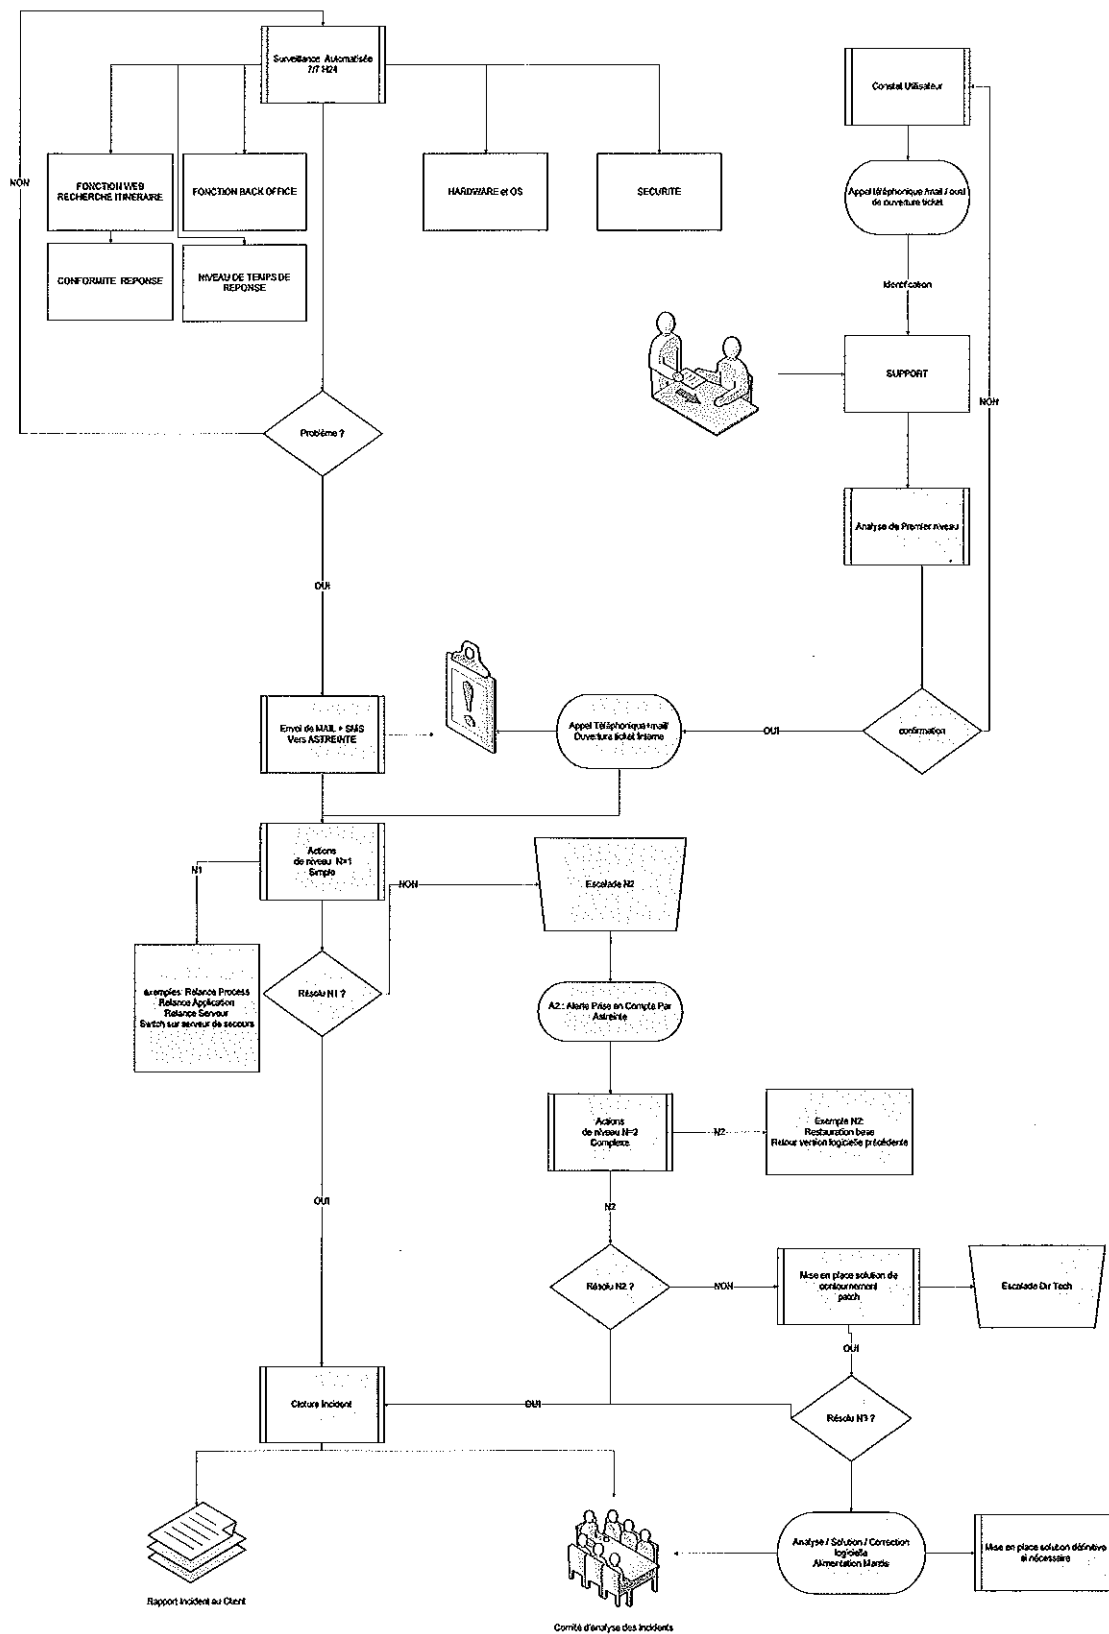 Surveillance Automatisée
7/7 H24
Constat Utilisateur
NON
FONCTION WEB
RECHERCHE ITINERAIRE
FONCTION BACK OFFICE
HARDWARE et OS
SECURITE
Appel téléphonique /mail / outil
de ouverture ticket
CONFORMITE REPONSE
NIVEAU DE TEMPS DE
REPONSE
Identification
SUPPORT
NON
Problème ?
Analyse de Premier niveau
OUI
Envoi de MAIL + SMS
Vers ASTREINTE
Appel Téléphonique+mail/
Ouverture ticket Interne
OUI
confirmation
Actions
de niveau N=1
Simple
N1
NON
Escalade N2
exemples: Relance Process
Relance Application
Relance Serveur
Switch sur serveur de secours
Résolu N1 ?
A2 : Alerte Prise en Compte Par
Astreinte
Actions
de niveau N=2
Complexe
N2
Exemple N2:
Restauration base
Retour version logicielle précédente
OUI
N2
Résolu N2 ?
NON
Mise en place solution de
contournement
patch
Escalade Dir Tech
OUI
Cloture Incident
OUI
Résolu N3 ?
Analyse / Solution / Correction
logicielle
Alimentation Mantis
Mise en place solution définitive
si nécessaire
Rapport Incident au Client
Comité d'analyse des Incidents